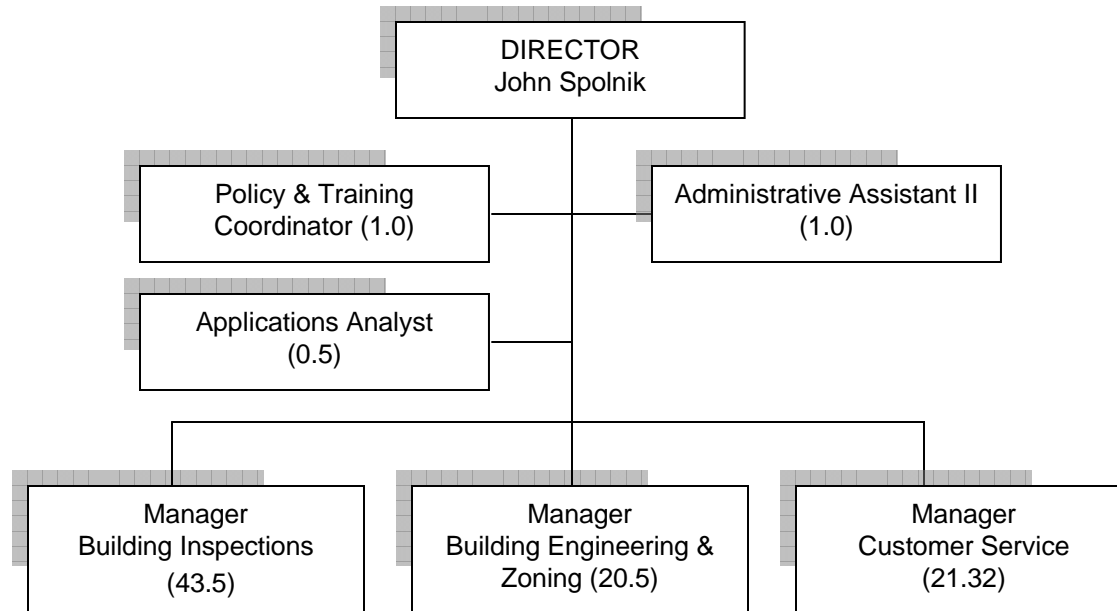 DIRECTOR
John Spolnik
Policy & Training
Coordinator (1.0)
Administrative Assistant II
(1.0)
Applications Analyst
(0.5)
Manager
Building Inspections
(43.5)
Manager
Building Engineering &
Zoning (20.5)
Manager
Customer Service
(21.32)